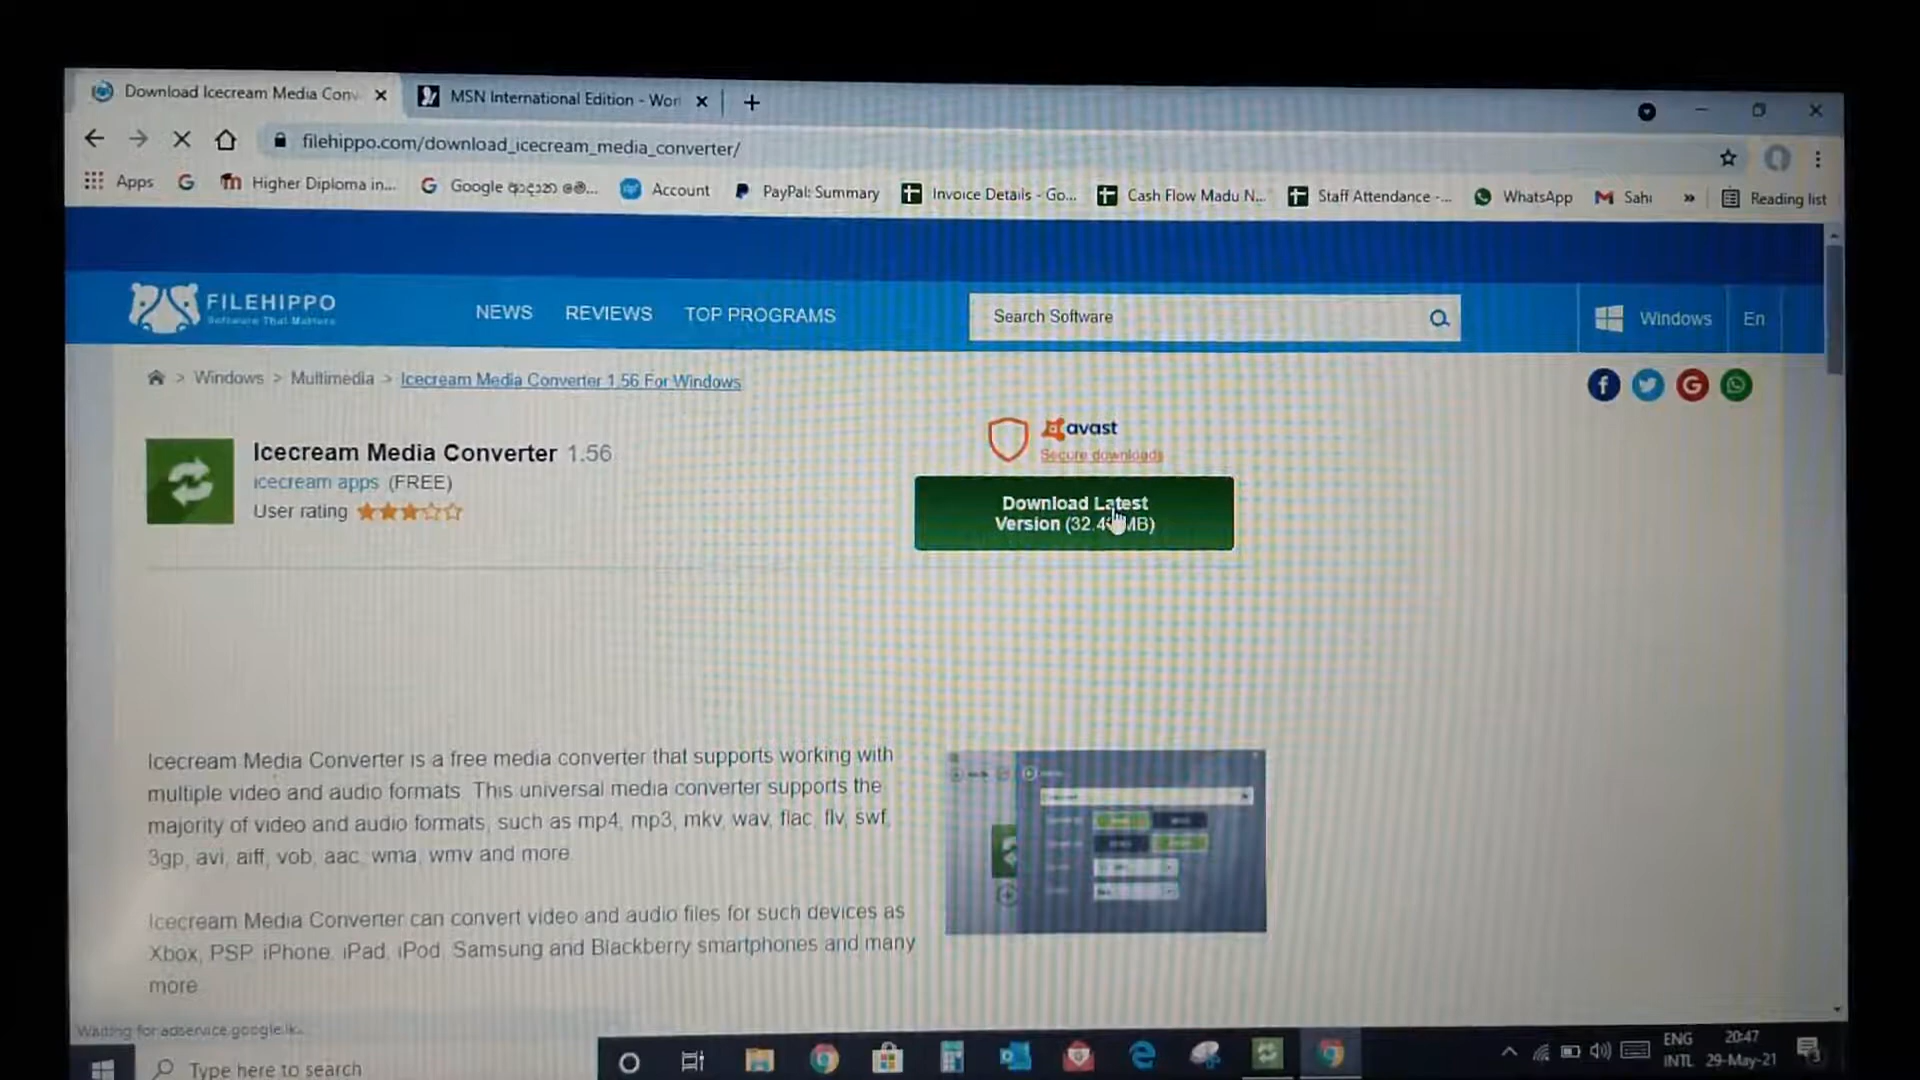 Download Icecream Media Conv
MSN International Edition - Wor
filehippo.com/download_icecream_media_converter/
Apps
Higher Diploma in...
Google
Account
PayPal: Summary
Invoice Details - Go...
Cash Flow Madu N...
Staff Attendance -...
WhatsApp
Sahi
»
Reading list
FILEHIPPO
Software That Matters
NEWS
REVIEWS
TOP PROGRAMS
Search Software
Windows
En
> Windows > Multimedia > Icecream Media Converter 1.56 For Windows
Icecream Media Converter 1.56
icecream apps (FREE)
User rating
avast
Secure downloads
Download Latest
Version MB)
Icecream Media Converter is a free media converter that supports working with
multiple video and audio formats. This universal media converter supports the
majority of video and audio formats, such as mp4, mp3, mkv, wav, flac, flv, swf,
3gp, avi, aiff, vob, aac, wma, wmv and more.
Icecream Media Converter can convert video and audio files for such devices as
Xbox, PSP, iPhone, iPad, iPod, Samsung and Blackberry smartphones and many
more
Waiting for adservice.google.lk...
Type here to search
ENG
INTL
20:47
29-May-21
3